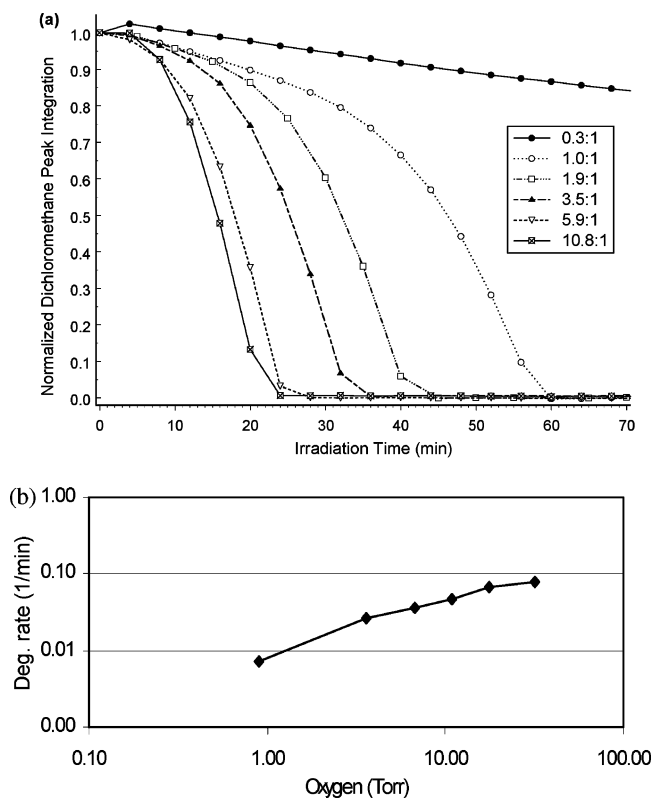 (a)
Normalized Dichloromethane Peak Integration
1.0
0.9
0.8
0.7
0.6
0.5
0.4
0.3
0.2
0.1
0.0
0.3:1
1.0:1
1.9:1
3.5:1
5.9:1
10.8:1
0 10 20 30 40 50 60 70
Irradiation Time (min)
(b)
Deg. rate (1/min)
1.00
0.10
0.01
0.00
0.10 1.00 10.00 100.00
Oxygen (Torr)